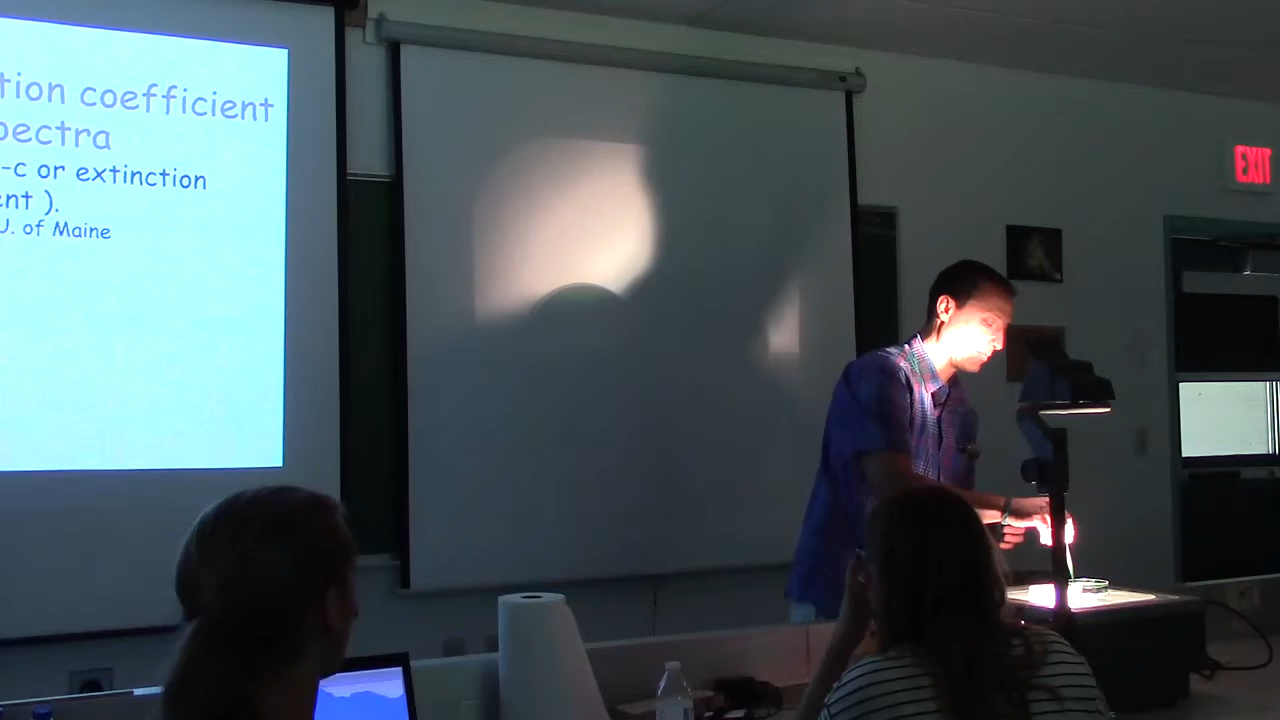 tion coefficient
pectra
-c or extinction
ent ).
U. of Maine
EXIT